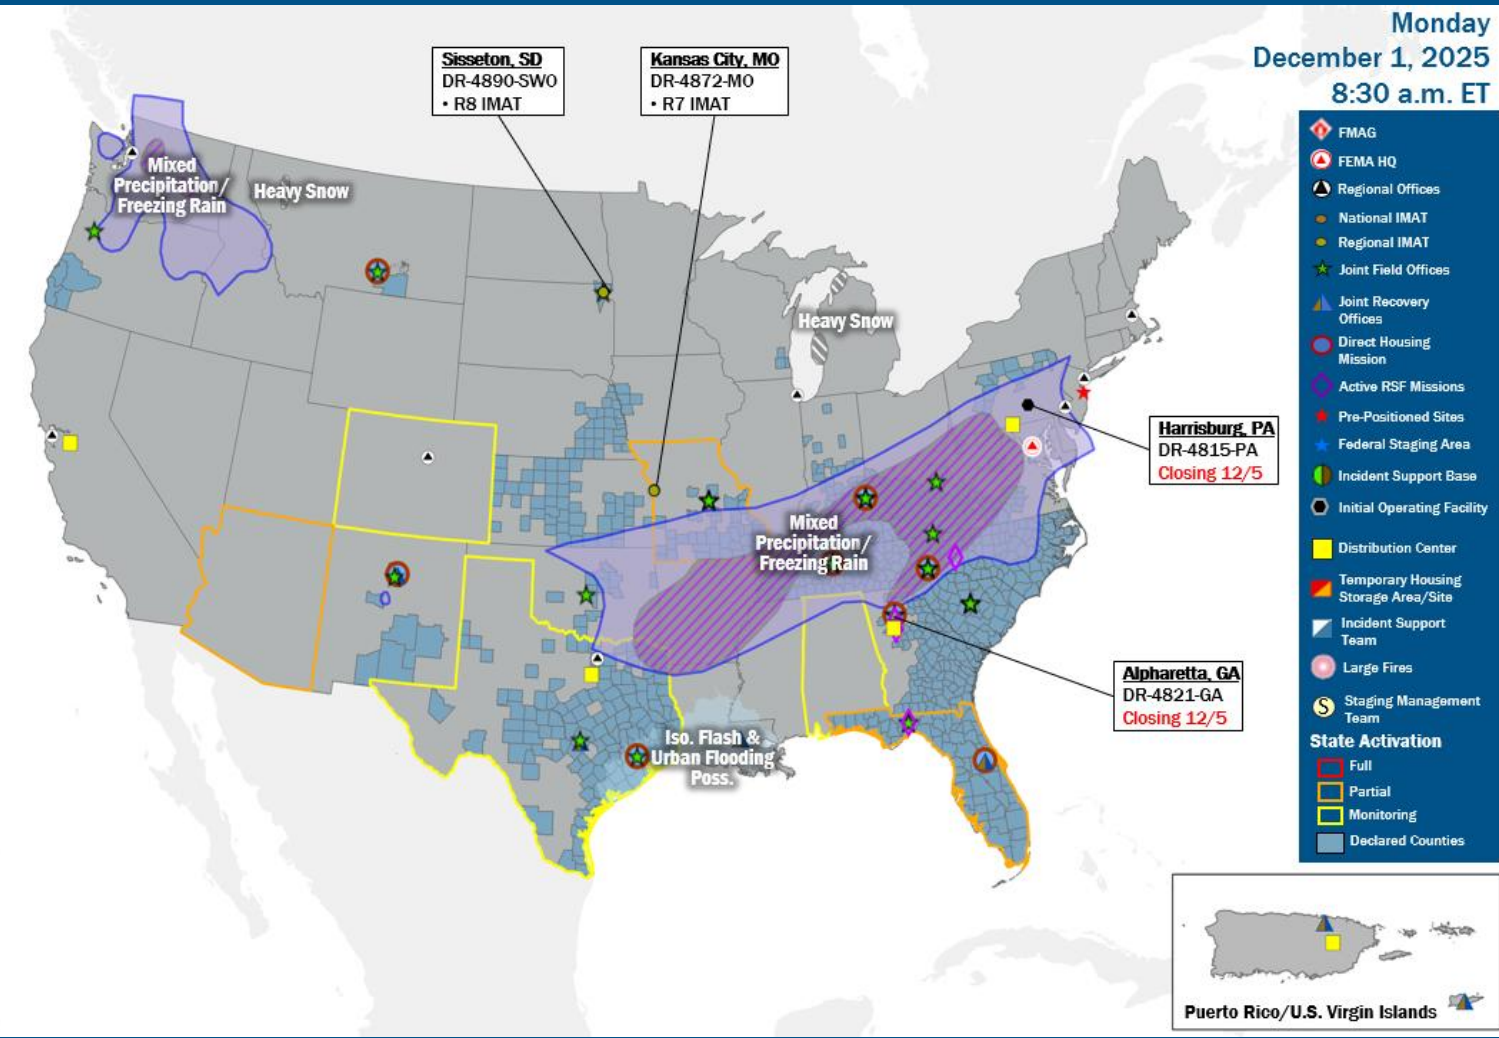 Monday
December 1, 2025
8:30 a.m. ET
Sisseton, SD
DR-4890-SWO
• R8 IMAT
Kansas City, MO
DR-4872-MO
• R7 IMAT
Mixed
Precipitation/
Freezing Rain
Heavy Snow
Heavy Snow
Harrisburg, PA
DR-4815-PA
Closing 12/5
Mixed
Precipitation/
Freezing Rain
Alpharetta, GA
DR-4821-GA
Closing 12/5
Iso. Flash &
Urban Flooding
Poss.
FMAG
FEMA HQ
Regional Offices
National IMAT
Regional IMAT
Joint Field Offices
Joint Recovery
Offices
Direct Housing
Mission
Active RSF Missions
Pre-Positioned Sites
Federal Staging Area
Incident Support Base
Initial Operating Facility
Distribution Center
Temporary Housing
Storage Area/Site
Incident Support
Team
Large Fires
S
Staging Management
Team
State Activation
Full
Partial
Monitoring
Declared Counties
Puerto Rico/U.S. Virgin Islands